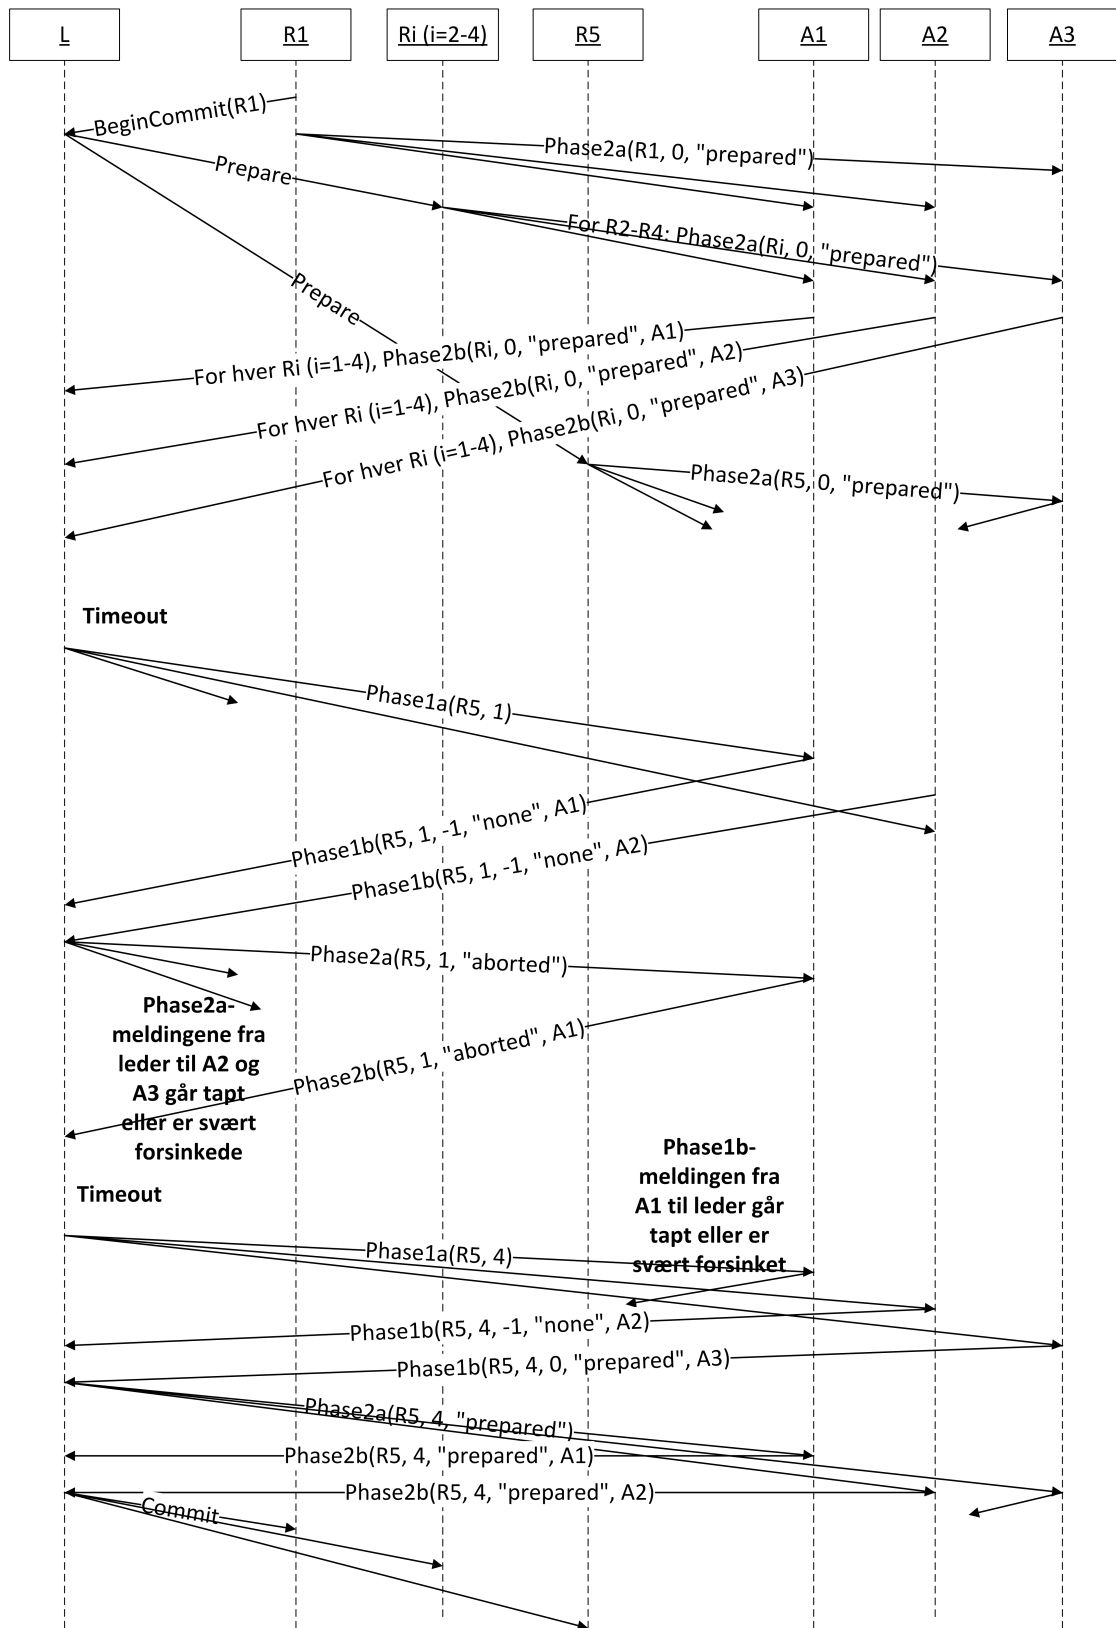 L
R1
Ri (i=2-4)
R5
A1
A2
A3
BeginCommit(R1)
Phase2a(R1, 0, "prepared")
Prepare
For R2-R4: Phase2a(Ri, 0, "prepared")
Prepare
For hver Ri (i=1-4), Phase2b(Ri, 0, "prepared", A1)
For hver Ri (i=1-4), Phase2b(Ri, 0, "prepared", A2)
For hver Ri (i=1-4), Phase2b(Ri, 0, "prepared", A3)
Phase2a(R5, 0, "prepared")
Timeout
Phase1a(R5, 1)
Phase1b(R5, 1, -1, "none", A1)
Phase1b(R5, 1, -1, "none", A2)
Phase2a(R5, 1, "aborted")
Phase2a-
meldingene fra
leder til A2 og
A3 går tapt
eller er svært
forsinkede
Phase2b(R5, 1, "aborted", A1)
Phase1b-
meldingen fra
A1 til leder går
tapt eller er
svært forsinket
Timeout
Phase1a(R5, 4)
Phase1b(R5, 4, -1, "none", A2)
Phase1b(R5, 4, 0, "prepared", A3)
Phase2a(R5, 4, "prepared")
Phase2b(R5, 4, "prepared", A1)
Phase2b(R5, 4, "prepared", A2)
Commit